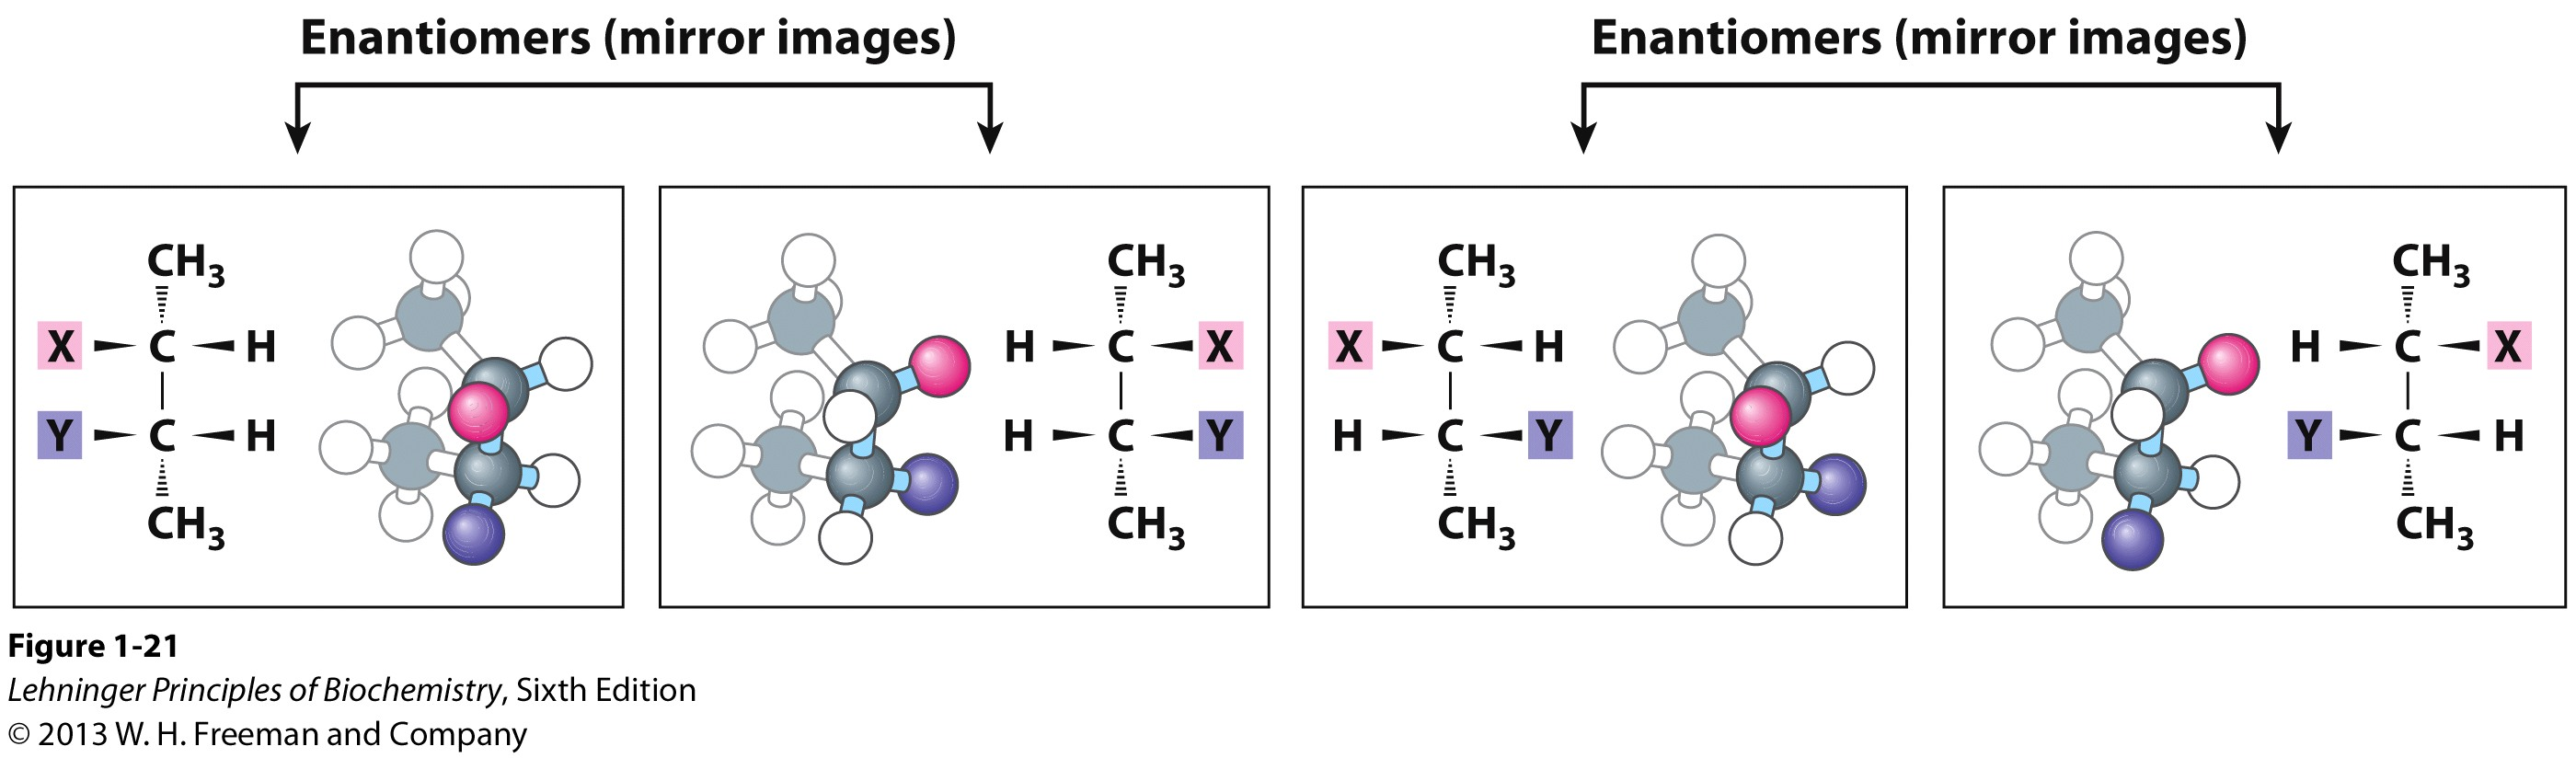 Enantiomers (mirror images)
Enantiomers (mirror images)
CH3
X C H
Y C H
CH3
CH3
H C X
H C Y
CH3
CH3
X C H
H C Y
CH3
CH3
H C X
Y C H
CH3
Figure 1-21
Lehninger Principles of Biochemistry, Sixth Edition
© 2013 W. H. Freeman and Company